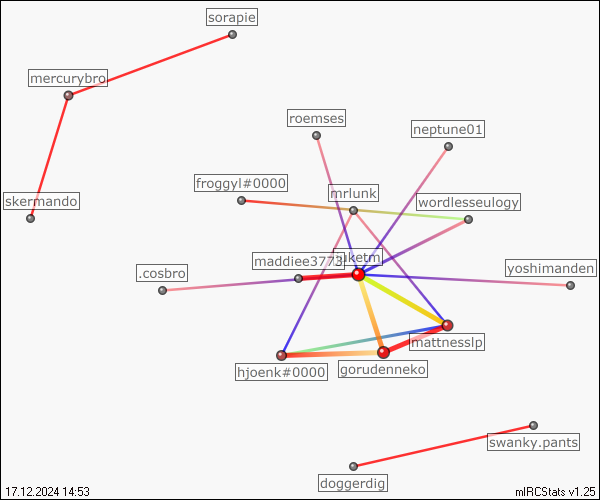 sorapie
mercurybro
roemses
neptune01
froggyl#0000
mrlunk
skermando
wordlesseulogy
maddiee3773
.cosbro
yoshimanden
mattnesslp
hjoenk#0000
gorudenneko
swanky.pants
doggerdig
17.12.2024 14:53
mIRCStats v1.25